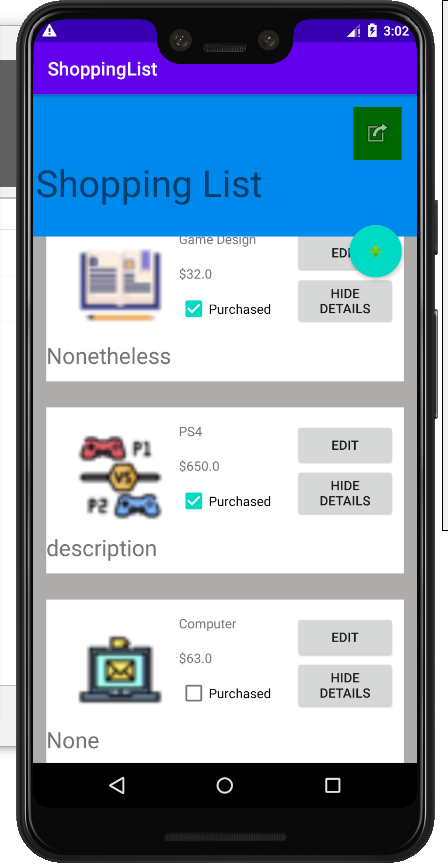 3:02
ShoppingList
Shopping List
Game Design
$32.0
Purchased
EDI
HIDE
DETAILS
Nonetheless
P1
VS
P2
PS4
$650.0
Purchased
EDIT
HIDE
DETAILS
description
Computer
$63.0
Purchased
EDIT
HIDE
DETAILS
None